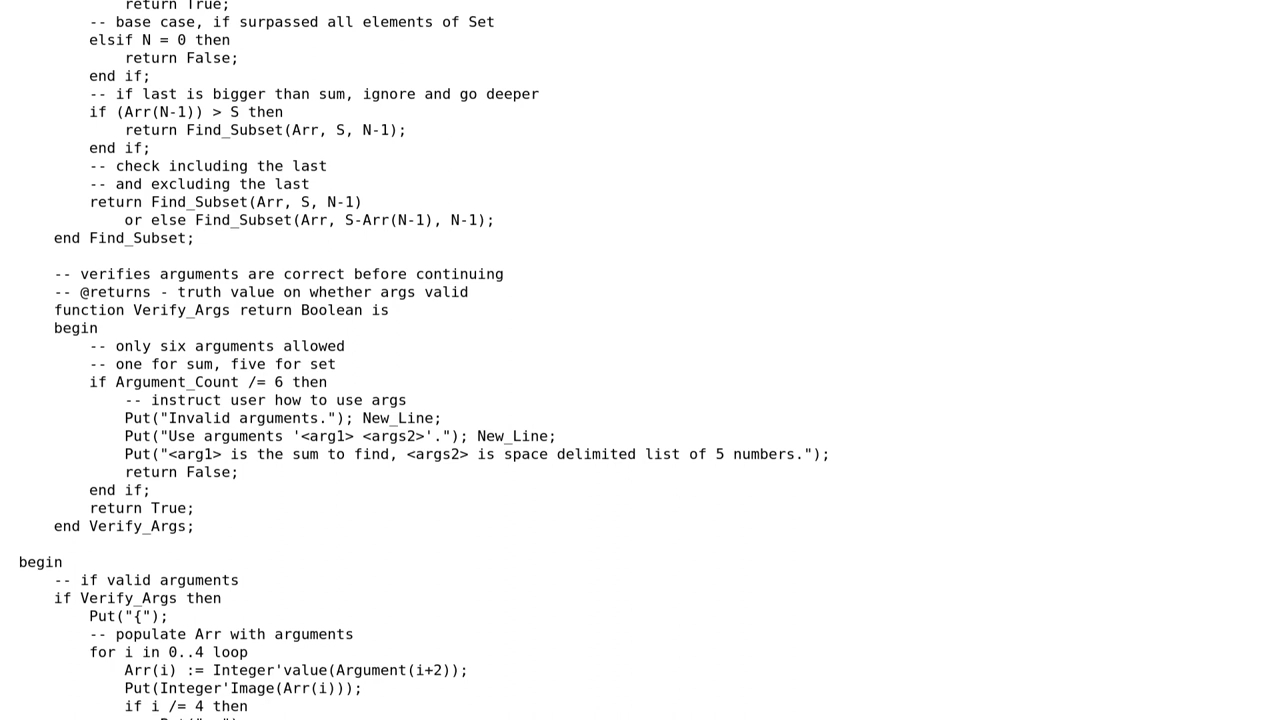 return True;
-- base case, if surpassed all elements of Set
elsif N = 0 then
return False;
end if;
-- if last is bigger than sum, ignore and go deeper
if (Arr(N-1)) > S then
return Find_Subset(Arr, S, N-1);
end if;
-- check including the last
-- and excluding the last
return Find_Subset(Arr, S, N-1)
or else Find_Subset(Arr, S-Arr(N-1), N-1);
end Find_Subset;
-- verifies arguments are correct before continuing
-- @returns - truth value on whether args valid
function Verify_Args return Boolean is
begin
-- only six arguments allowed
-- one for sum, five for set
if Argument_Count /= 6 then
-- instruct user how to use args
Put("Invalid arguments."); New_Line;
Put("Use arguments '<arg1> <args2>'."); New_Line;
Put("<arg1> is the sum to find, <args2> is space delimited list of 5 numbers.");
return False;
end if;
return True;
end Verify_Args;
begin
-- if valid arguments
if Verify_Args then
Put("{");
-- populate Arr with arguments
for i in 0..4 loop
Arr(i) := Integer'value(Argument(i+2));
Put(Integer'Image(Arr(i)));
if i /= 4 then